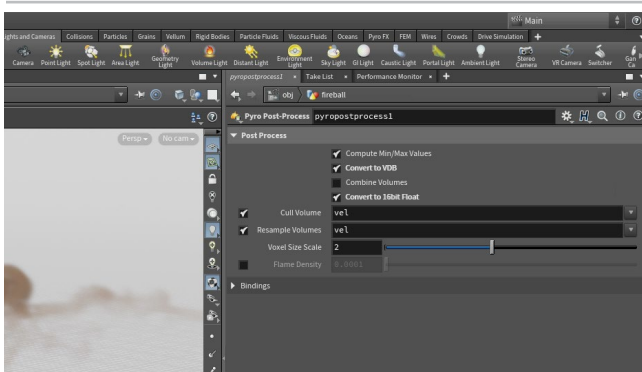 Main
ights and Cameras Collisions Particles Grains Vellum Rigid Bodies Particle Fluids Viscous Fluids Oceans Pyro FX FEM Wires Crowds Drive Simulation +
Camera Point Light Spot Light Area Light Geometry Light Volume Light Distant Light Environment Light Sky Light GI Light Caustic Light Portal Light Ambient Light Stereo Camera VR Camera Switcher Gan Ca
pyropostprocess1 × Take List × Performance Monitor × +
obj fireball
Pyro Post-Process pyropostprocess1
Persp No cam
Post Process
Compute Min/Max Values
Convert to VDB
Combine Volumes
Convert to 16bit Float
Cull Volume vel
Resample Volumes vel
Voxel Size Scale 2
Flame Density 0.0001
Bindings